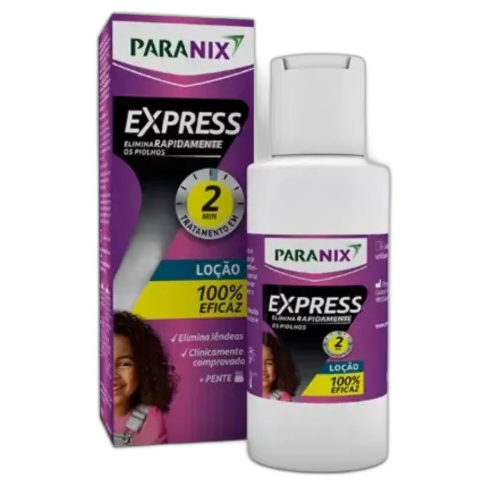 PARANIX
EXPRESS
ELIMINA RAPIDAMENTE
OS PIOLHOS
2
MIN
TRATAMENTO EM
LOÇÃO
100%
EFICAZ
✓ Elimina lêndeas
✓ Clinicamente
comprovado
+ PENTE
PARANIX
EXPRESS
ELIMINA RAPIDAMENTE
OS PIOLHOS
2
MIN
LOÇÃO
100%
EFICAZ